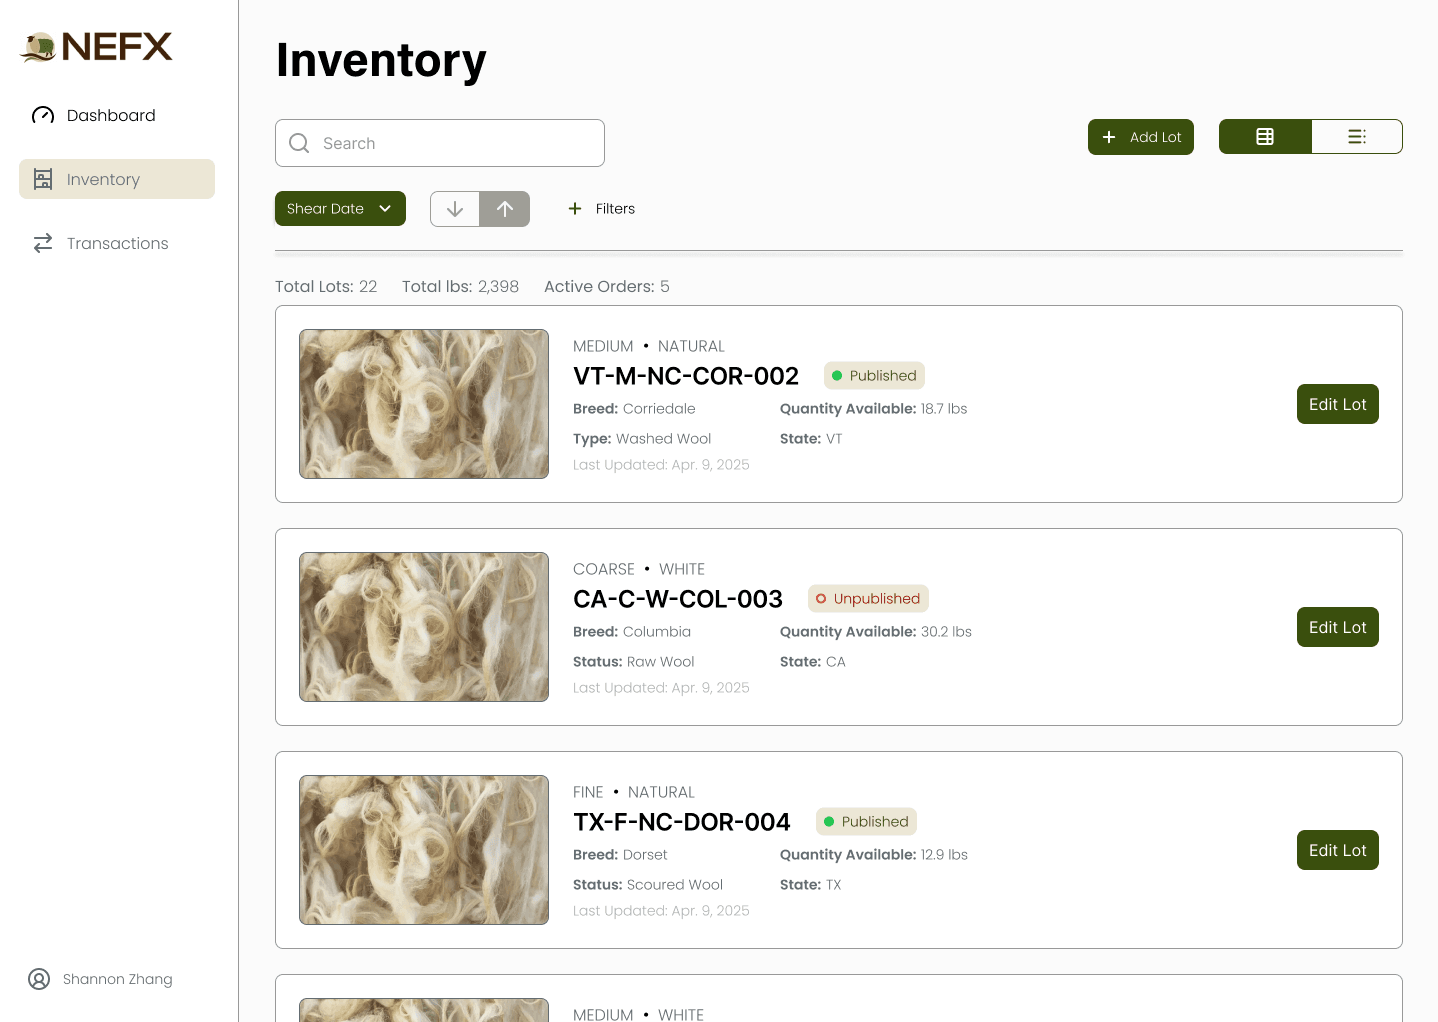 NEFX
Dashboard
Inventory
Transactions
Shannon Zhang
Inventory
Search
Add Lot
Shear Date
Filters
Total Lots: 22 Total lbs: 2,398 Active Orders: 5
MEDIUM • NATURAL
VT-M-NC-COR-002 Published
Breed: Corriedale Quantity Available: 18.7 lbs
Type: Washed Wool State: VT
Last Updated: Apr. 9, 2025
Edit Lot
COARSE • WHITE
CA-C-W-COL-003 Unpublished
Breed: Columbia Quantity Available: 30.2 lbs
Status: Raw Wool State: CA
Last Updated: Apr. 9, 2025
Edit Lot
FINE • NATURAL
TX-F-NC-DOR-004 Published
Breed: Dorset Quantity Available: 12.9 lbs
Status: Scoured Wool State: TX
Last Updated: Apr. 9, 2025
Edit Lot
MEDIUM • WHITE